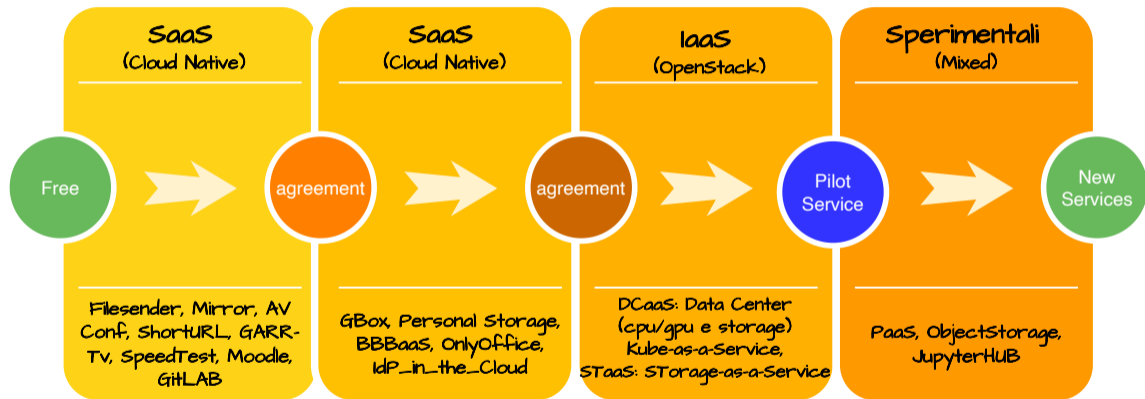 SaaS
(Cloud Native)
SaaS
(Cloud Native)
IaaS
(OpenStack)
Sperimentali
(Mixed)
Free
agreement
agreement
Pilot
Service
New
Services
Filesender, Mirror, AV
Conf, ShortURL, GARR-
Tv, SpeedTest, Moodle,
GitLAB
GBox, Personal Storage,
BBBaaS, OnlyOffice,
IdP_in_the_Cloud
DCaaS: Data Center
(cpu/gpu e storage)
Kube-as-a-Service,
STaaS: STorage-as-a-Service
PaaS, ObjectStorage,
JupyterHUB